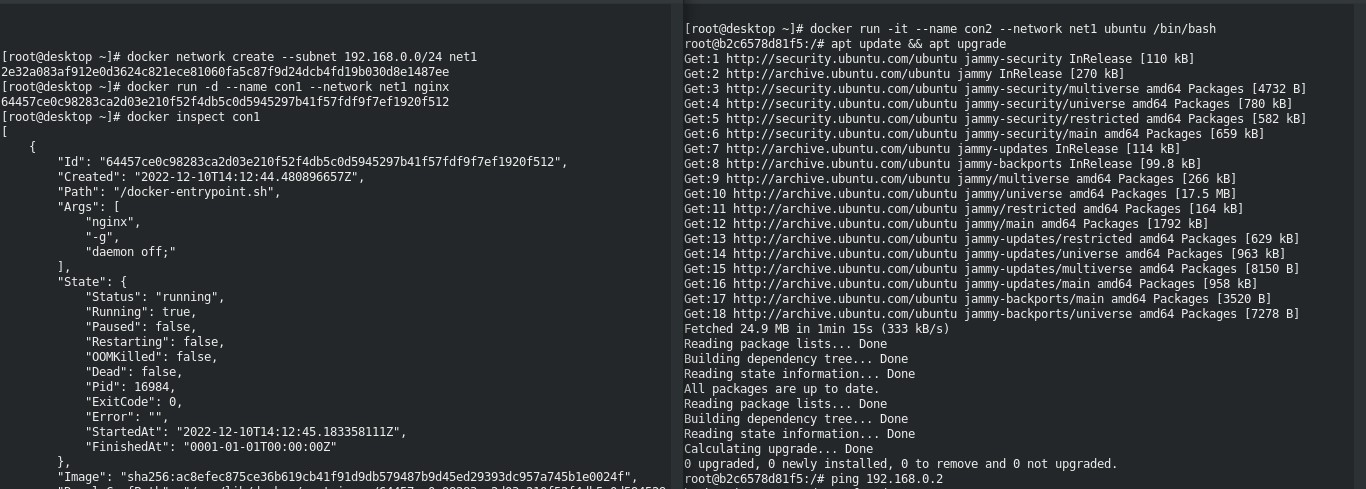 [root@desktop ~]# docker network create --subnet 192.168.0.0/24 net1
2e32a083af912e0d3624c821ece81060fa5c87f9d24dcb4fd19b030d8e1487ee
[root@desktop ~]# docker run -d --name con1 --network net1 nginx
64457ce0c98283ca2d03e210f52f4db5c0d5945297b41f57fdf9f7ef1920f512
[root@desktop ~]# docker inspect con1
[
    {
        "Id": "64457ce0c98283ca2d03e210f52f4db5c0d5945297b41f57fdf9f7ef1920f512",
        "Created": "2022-12-10T14:12:44.480896657Z",
        "Path": "/docker-entrypoint.sh",
        "Args": [
            "nginx",
            "-g",
            "daemon off;"
        ],
        "State": {
            "Status": "running",
            "Running": true,
            "Paused": false,
            "Restarting": false,
            "OOMKilled": false,
            "Dead": false,
            "Pid": 16984,
            "ExitCode": 0,
            "Error": "",
            "StartedAt": "2022-12-10T14:12:45.183358111Z",
            "FinishedAt": "0001-01-01T00:00:00Z"
        },
        "Image": "sha256:ac8efec875ce36b619cb41f91d9db579487b9d45ed29393dc957a745b1e0024f",
[root@desktop ~]# docker run -it --name con2 --network net1 ubuntu /bin/bash
root@b2c6578d81f5:/# apt update && apt upgrade
Get:1 http://security.ubuntu.com/ubuntu jammy-security InRelease [110 kB]
Get:2 http://archive.ubuntu.com/ubuntu jammy InRelease [270 kB]
Get:3 http://security.ubuntu.com/ubuntu jammy-security/multiverse amd64 Packages [4732 B]
Get:4 http://security.ubuntu.com/ubuntu jammy-security/universe amd64 Packages [780 kB]
Get:5 http://security.ubuntu.com/ubuntu jammy-security/restricted amd64 Packages [582 kB]
Get:6 http://security.ubuntu.com/ubuntu jammy-security/main amd64 Packages [659 kB]
Get:7 http://archive.ubuntu.com/ubuntu jammy-updates InRelease [114 kB]
Get:8 http://archive.ubuntu.com/ubuntu jammy-backports InRelease [99.8 kB]
Get:9 http://archive.ubuntu.com/ubuntu jammy/multiverse amd64 Packages [266 kB]
Get:10 http://archive.ubuntu.com/ubuntu jammy/universe amd64 Packages [17.5 MB]
Get:11 http://archive.ubuntu.com/ubuntu jammy/restricted amd64 Packages [164 kB]
Get:12 http://archive.ubuntu.com/ubuntu jammy/main amd64 Packages [1792 kB]
Get:13 http://archive.ubuntu.com/ubuntu jammy-updates/restricted amd64 Packages [629 kB]
Get:14 http://archive.ubuntu.com/ubuntu jammy-updates/universe amd64 Packages [963 kB]
Get:15 http://archive.ubuntu.com/ubuntu jammy-updates/multiverse amd64 Packages [8150 B]
Get:16 http://archive.ubuntu.com/ubuntu jammy-updates/main amd64 Packages [958 kB]
Get:17 http://archive.ubuntu.com/ubuntu jammy-backports/main amd64 Packages [3520 B]
Get:18 http://archive.ubuntu.com/ubuntu jammy-backports/universe amd64 Packages [7278 B]
Fetched 24.9 MB in 1min 15s (333 kB/s)
Reading package lists... Done
Building dependency tree... Done
Reading state information... Done
All packages are up to date.
Reading package lists... Done
Building dependency tree... Done
Reading state information... Done
Calculating upgrade... Done
0 upgraded, 0 newly installed, 0 to remove and 0 not upgraded.
root@b2c6578d81f5:/# ping 192.168.0.2